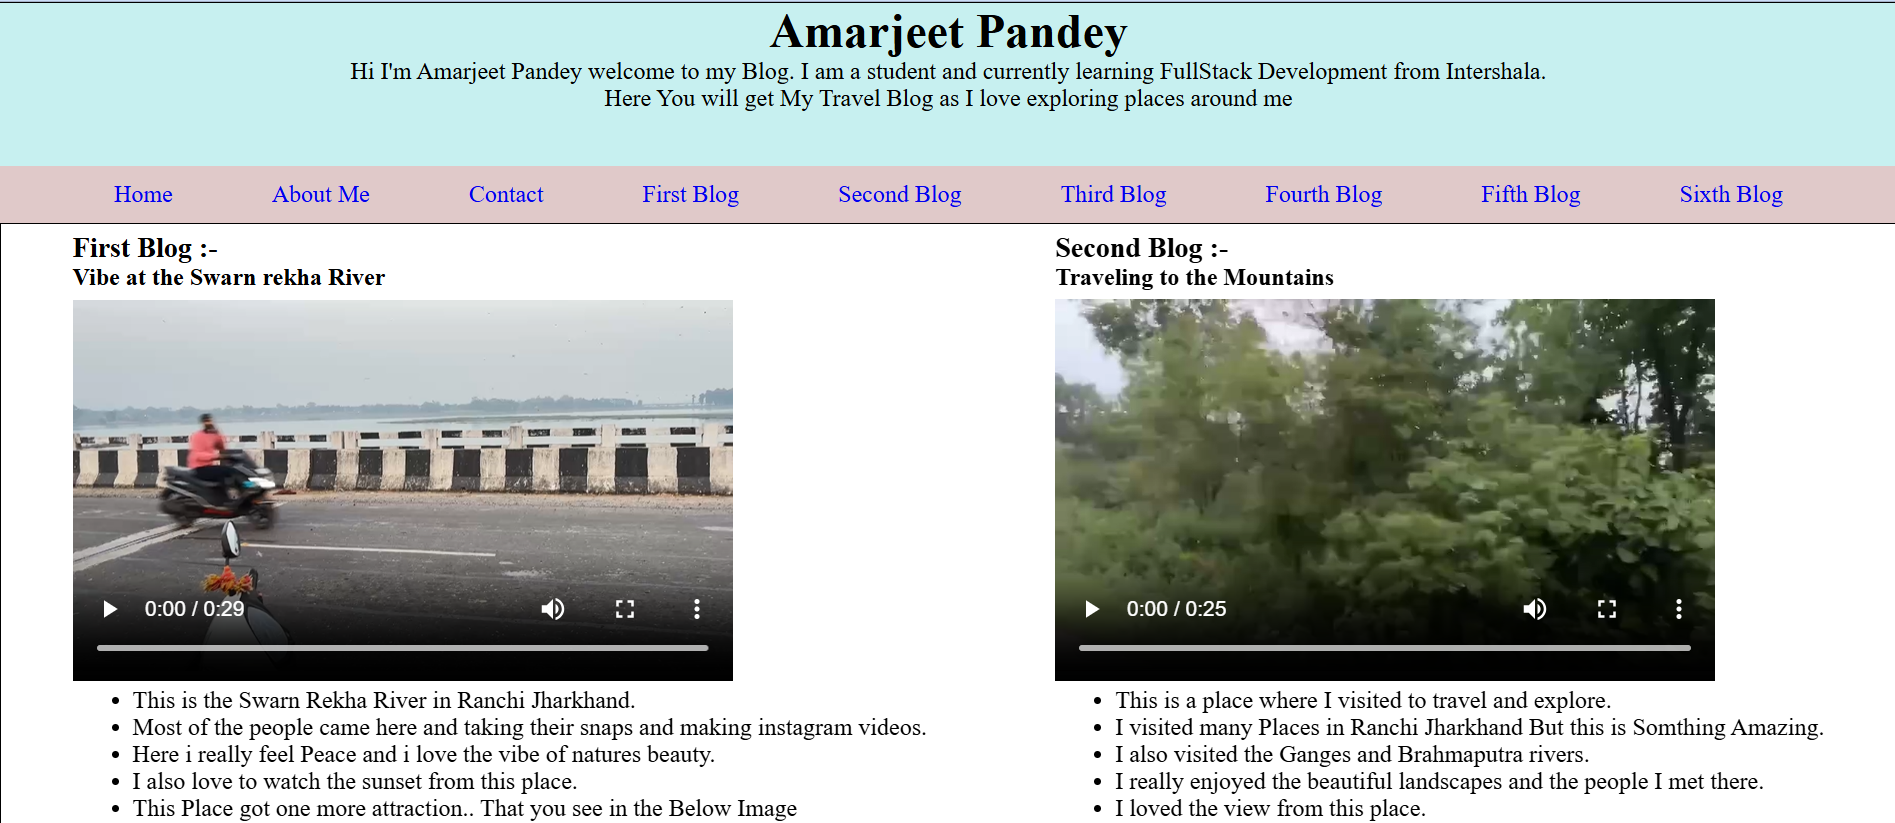 Amarjeet Pandey
Hi I'm Amarjeet Pandey welcome to my Blog. I am a student and currently learning FullStack Development from Intershala.
Here You will get My Travel Blog as I love exploring places around me
Home About Me Contact First Blog Second Blog Third Blog Fourth Blog Fifth Blog Sixth Blog
First Blog :-
Vibe at the Swarn rekha River
0:00 / 0:29
• This is the Swarn Rekha River in Ranchi Jharkhand.
• Most of the people came here and taking their snaps and making instagram videos.
• Here i really feel Peace and i love the vibe of natures beauty.
• I also love to watch the sunset from this place.
• This Place got one more attraction.. That you see in the Below Image
Second Blog :-
Traveling to the Mountains
0:00 / 0:25
• This is a place where I visited to travel and explore.
• I visited many Places in Ranchi Jharkhand But this is Somthing Amazing.
• I also visited the Ganges and Brahmaputra rivers.
• I really enjoyed the beautiful landscapes and the people I met there.
• I loved the view from this place.